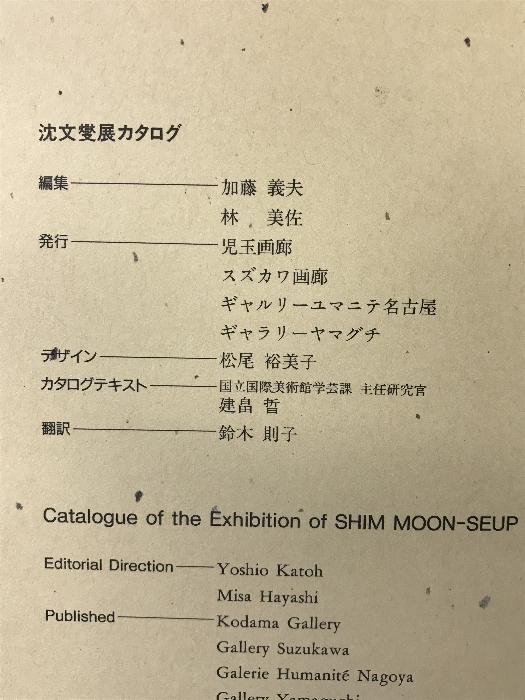 沈文燮展カタログ
編集 加藤 義夫
林 美佐
発行 児玉画廊
スズカワ画廊
ギャルリーユマニテ名古屋
ギャラリーヤマグチ
デザイン 松尾 裕美子
カタログテキスト 国立国際美術館学芸課 主任研究官
建畠 晢
翻訳 鈴木 則子
Catalogue of the Exhibition of SHIM MOON-SEUP
Editorial Direction Yoshio Katoh
Misa Hayashi
Published Kodama Gallery
Gallery Suzukawa
Galerie Humanité Nagoya
Gallery Yamaguchi